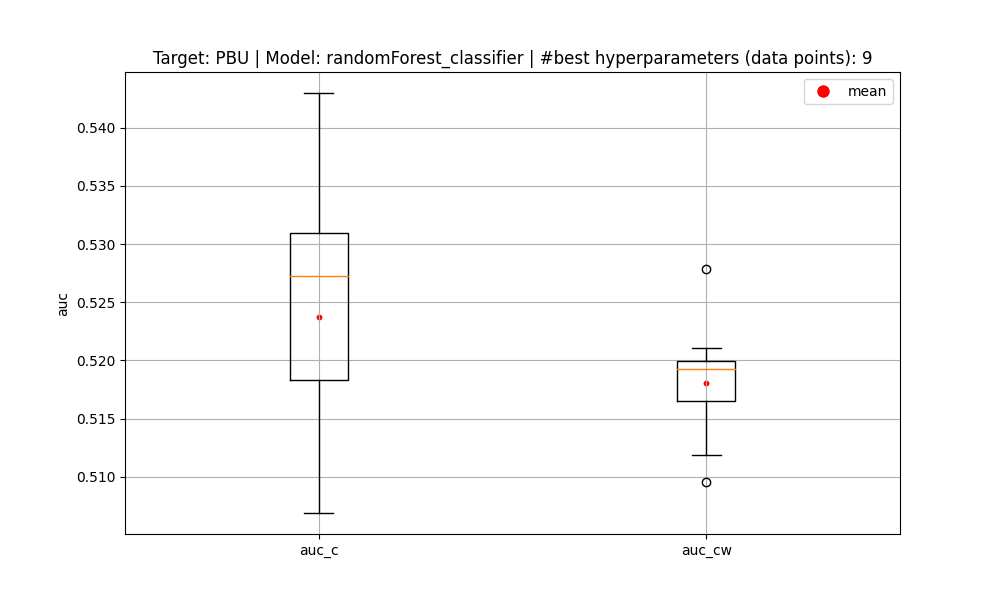 Target: PBU | Model: randomForest_classifier | #best hyperparameters (data points): 9
mean
0.540
0.535
0.530
0.525
0.520
0.515
0.510
auc
auc_c
auc_cw